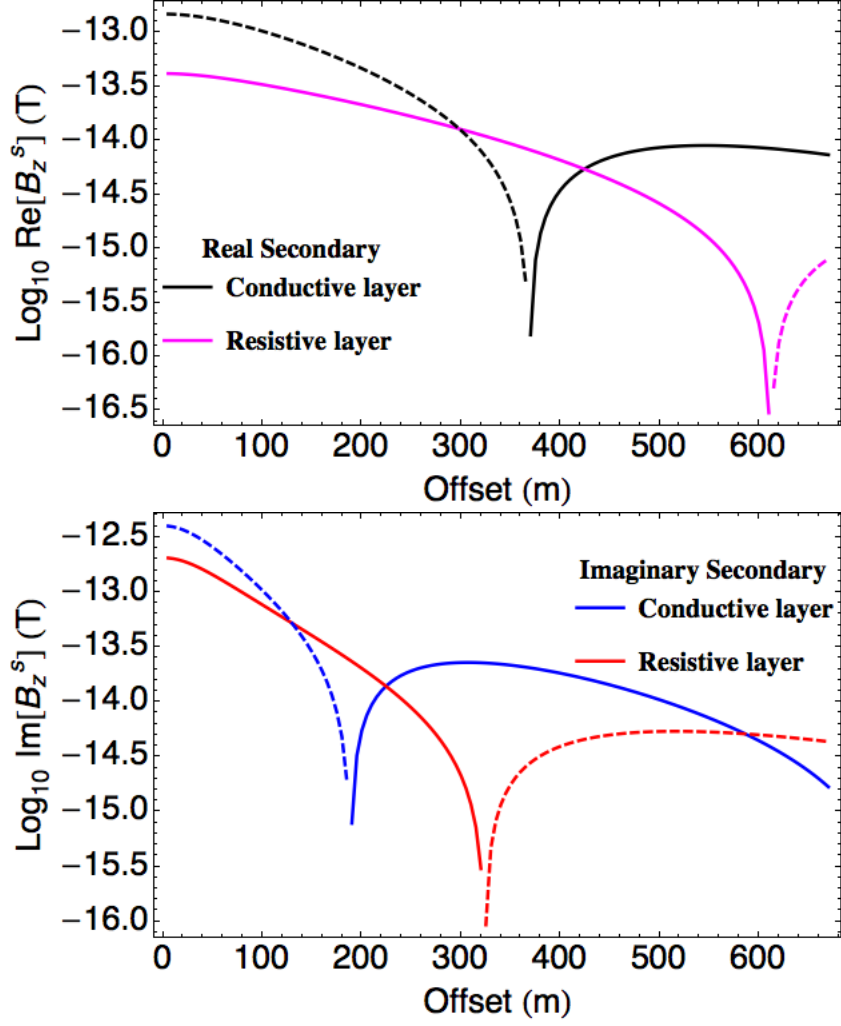 −13.0
−13.5
−14.0
−14.5
−15.0
−15.5
−16.0
−16.5
Log₁₀ Re[B_z^s] (T)
Real Secondary
Conductive layer
Resistive layer
0 100 200 300 400 500 600
Offset (m)
−12.5
−13.0
−13.5
−14.0
−14.5
−15.0
−15.5
−16.0
Log₁₀ Im[B_z^s] (T)
Imaginary Secondary
Conductive layer
Resistive layer
0 100 200 300 400 500 600
Offset (m)